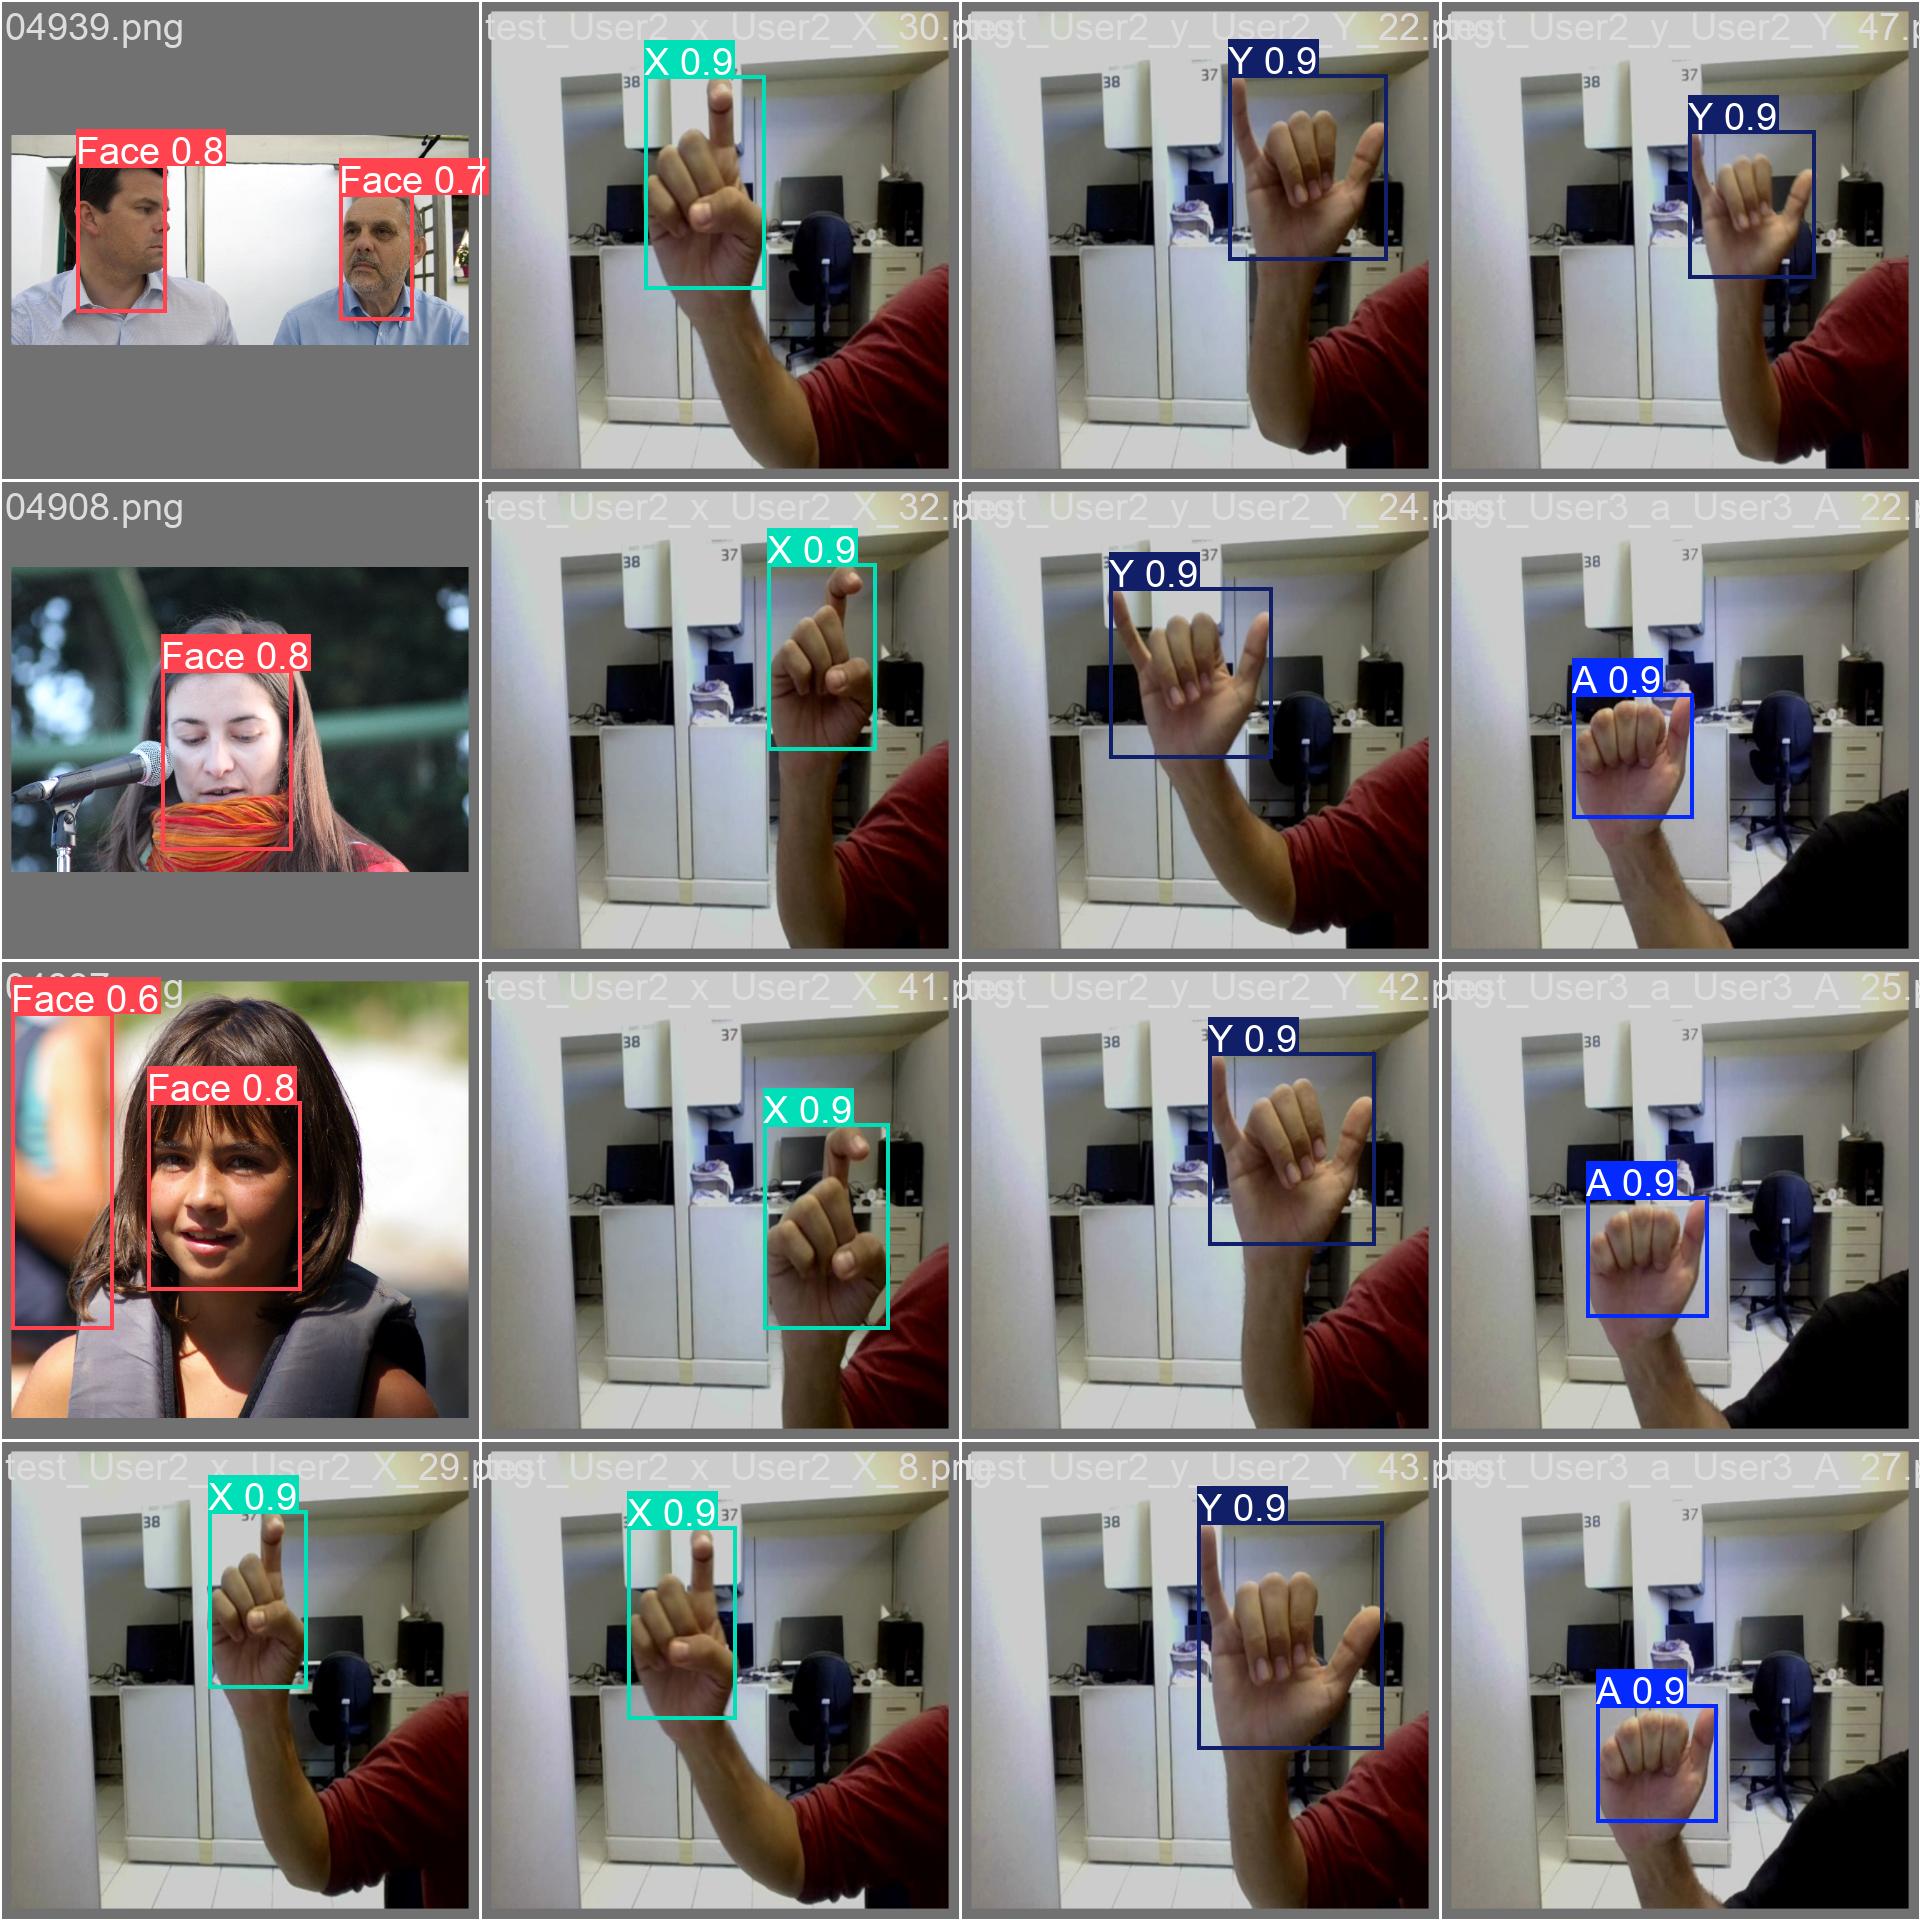 04939.png
Face 0.8
Face 0.7
test_User2_x_User2_X_30.png
X 0.9
38
test_User2_y_User2_Y_22.png
Y 0.9
38
37
test_User2_y_User2_Y_47.p
Y 0.9
38
37
04908.png
Face 0.8
test_User2_x_User2_X_32.png
X 0.9
38
37
test_User2_y_User2_Y_24.png
Y 0.9
38
37
test_User3_a_User3_A_22.p
A 0.9
38
37
Face 0.6
Face 0.8
test_User2_x_User2_X_41.png
X 0.9
38
37
test_User2_y_User2_Y_42.png
Y 0.9
38
test_User3_a_User3_A_25.p
A 0.9
38
37
test_User2_x_User2_X_29.png
X 0.9
38
37
test_User2_x_User2_X_8.png
X 0.9
37
test_User2_y_User2_Y_43.png
Y 0.9
38
test_User3_a_User3_A_27.p
A 0.9
38
37